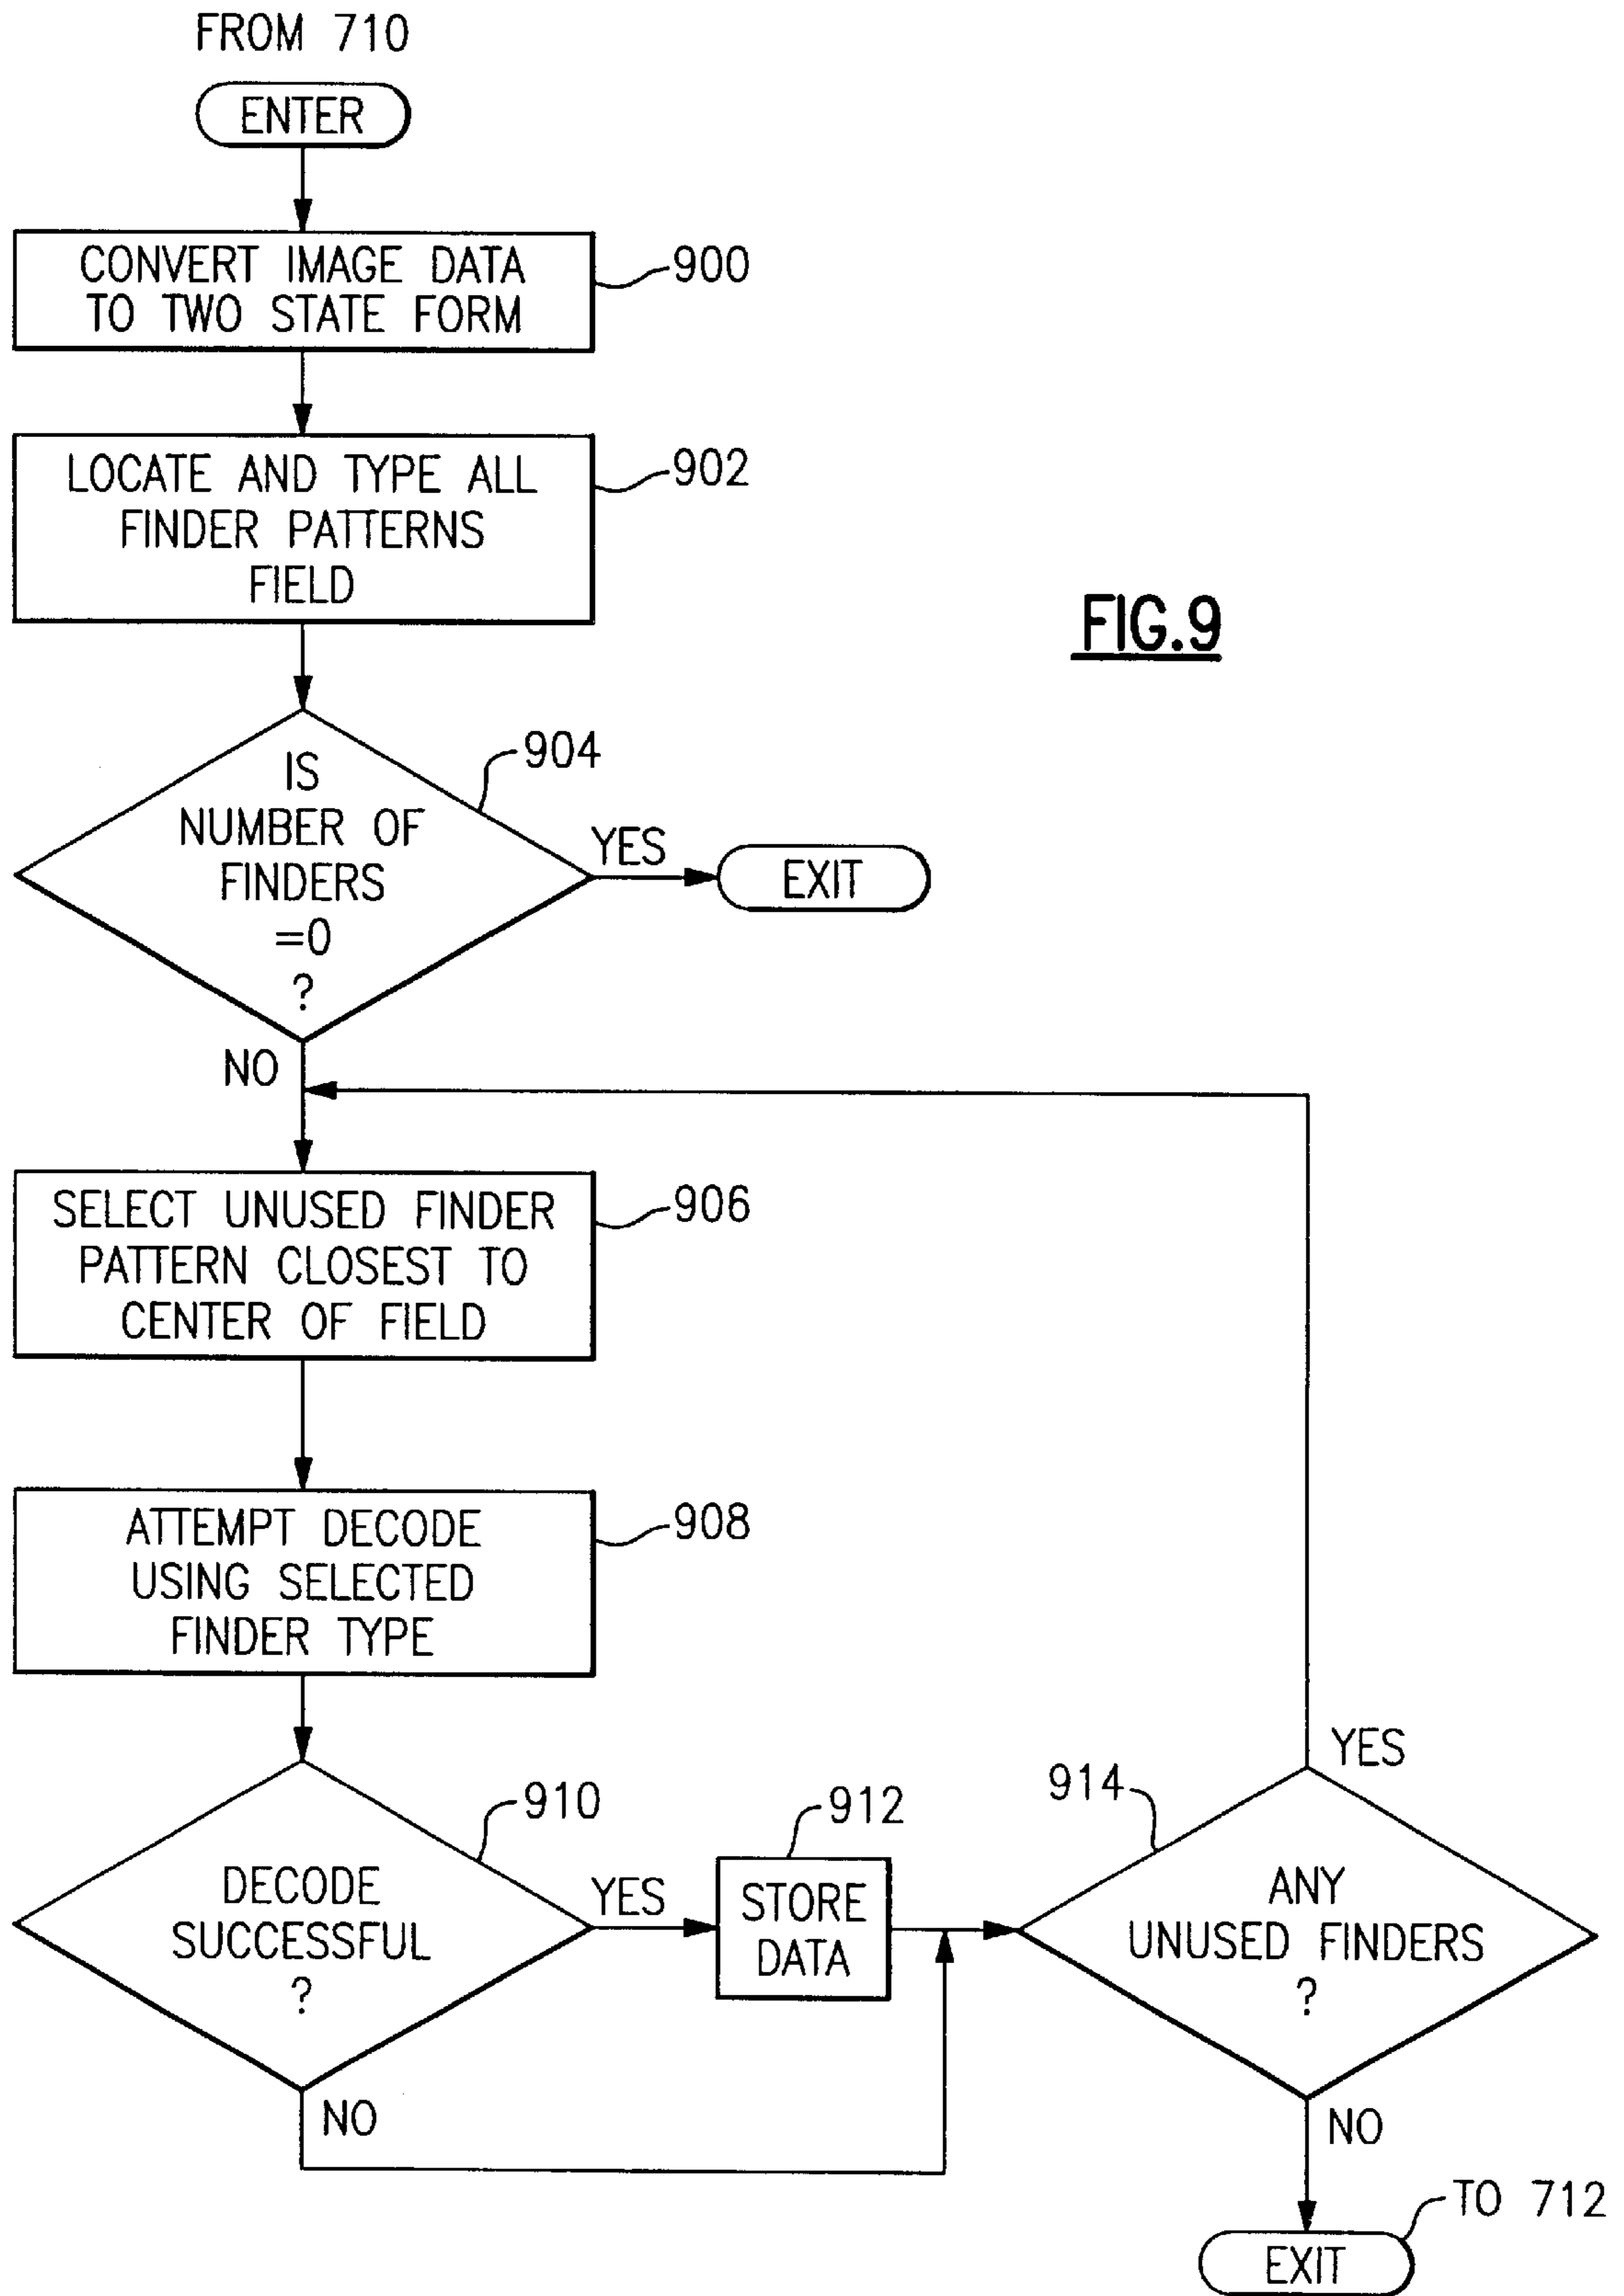 FROM 710
ENTER
CONVERT IMAGE DATA
TO TWO STATE FORM
900
LOCATE AND TYPE ALL
FINDER PATTERNS
FIELD
902
FIG.9
904
IS
NUMBER OF
FINDERS
=0
?
YES
EXIT
NO
SELECT UNUSED FINDER
PATTERN CLOSEST TO
CENTER OF FIELD
906
ATTEMPT DECODE
USING SELECTED
FINDER TYPE
908
910
DECODE
SUCCESSFUL
?
YES
912
STORE
DATA
914
YES
ANY
UNUSED FINDERS
?
NO
NO
TO 712
EXIT